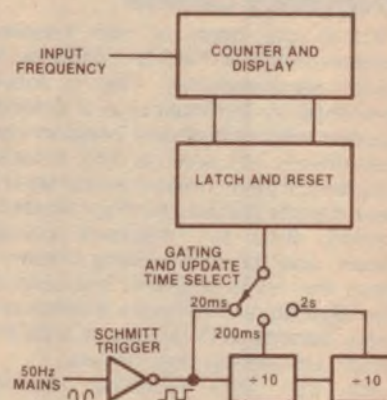 COUNTER AND
DISPLAY
INPUT
FREQUENCY
LATCH AND RESET
GATING
AND UPDATE
TIME SELECT
20ms
2s
200ms
SCHMITT
TRIGGER
50Hz
MAINS
÷10
÷10